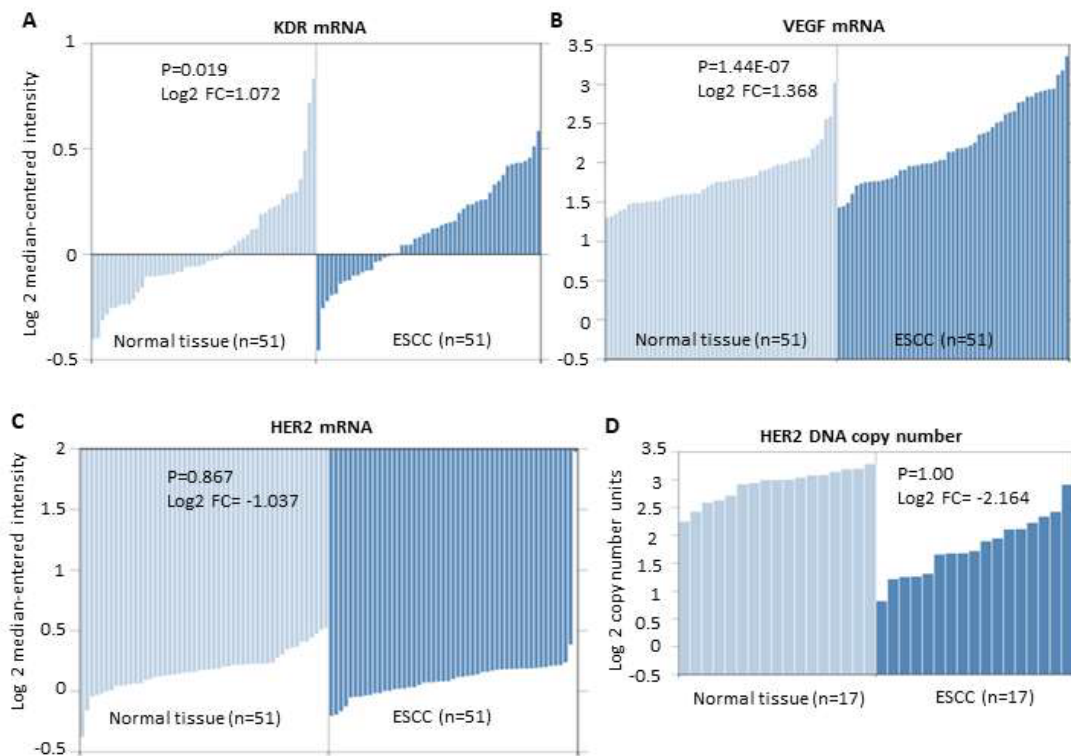 A
KDR mRNA
1
0.5
0
-0.5
Log 2 median-centered intensity
P=0.019
Log2 FC=1.072
Normal tissue (n=51)
ESCC (n=51)
B
VEGF mRNA
3.5
3
2.5
2
1.5
1
0.5
0
-0.5
P=1.44E-07
Log2 FC=1.368
Normal tissue (n=51)
ESCC (n=51)
C
HER2 mRNA
2
1.5
1
0.5
0
-0.5
Log 2 median-entered intensity
P=0.867
Log2 FC= -1.037
Normal tissue (n=51)
ESCC (n=51)
D
HER2 DNA copy number
3.5
3
2.5
2
1.5
1
0.5
0
-0.5
Log 2 copy number units
P=1.00
Log2 FC= -2.164
Normal tissue (n=17)
ESCC (n=17)